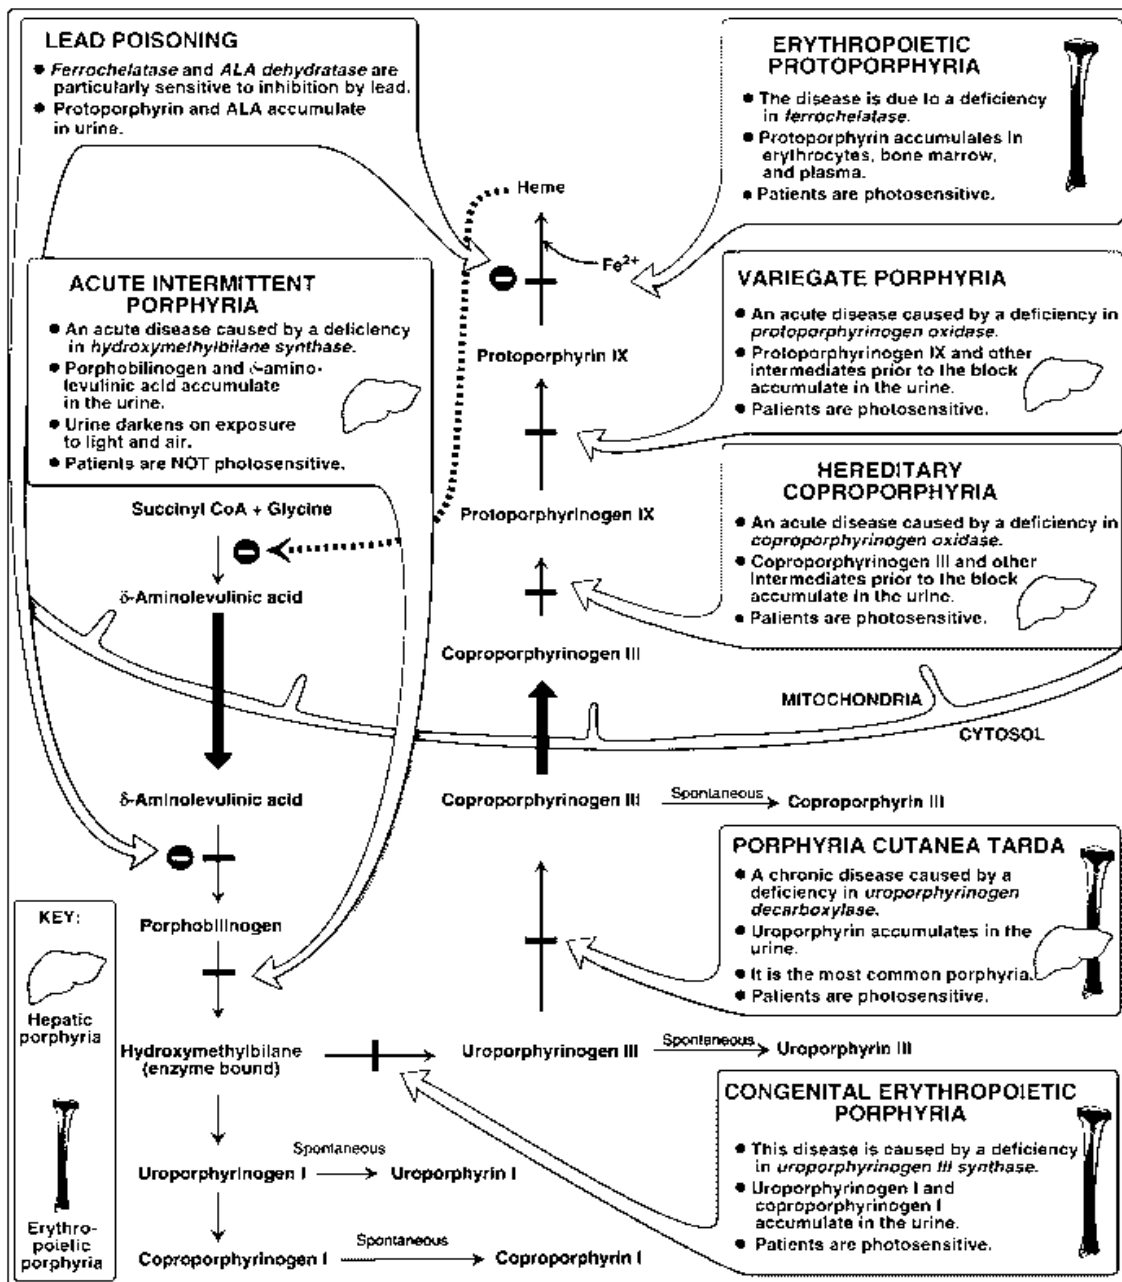 LEAD POISONING
● Ferrochelatase and ALA dehydratase are
particularly sensitive to inhibition by lead.
● Protoporphyrin and ALA accumulate
in urine.
ERYTHROPOIETIC
PROTOPORPHYRIA
● The disease is due to a deficiency
in ferrochelatase.
● Protoporphyrin accumulates in
erythrocytes, bone marrow,
and plasma.
● Patients are photosensitive.
Heme
Fe2+
ACUTE INTERMITTENT
PORPHYRIA
● An acute disease caused by a deficiency
in hydroxymethylbilane synthase.
● Porphobilinogen and δ-amino-
levulinic acid accumulate
in the urine.
● Urine darkens on exposure
to light and air.
● Patients are NOT photosensitive.
VARIEGATE PORPHYRIA
● An acute disease caused by a deficiency in
protoporphyrinogen oxidase.
● Protoporphyrinogen IX and other
intermediates prior to the block
accumulate in the urine.
● Patients are photosensitive.
Protoporphyrin IX
HEREDITARY
COPROPORPHYRIA
● An acute disease caused by a deficiency in
coproporphyrinogen oxidase.
● Coproporphyrinogen III and other
intermediates prior to the block
accumulate in the urine.
● Patients are photosensitive.
Succinyl CoA + Glycine
Protoporphyrinogen IX
δ-Aminolevulinic acid
Coproporphyrinogen III
MITOCHONDRIA
CYTOSOL
δ-Aminolevulinic acid
Coproporphyrinogen III
Spontaneous
Coproporphyrin III
PORPHYRIA CUTANEA TARDA
● A chronic disease caused by a
deficiency in uroporphyrinogen
decarboxylase.
● Uroporphyrin accumulates in the
urine.
● It is the most common porphyria.
● Patients are photosensitive.
KEY:
Hepatic
porphyria
Erythro-
poietic
porphyria
Porphobilinogen
Hydroxymethylbilane
(enzyme bound)
Uroporphyrinogen III
Spontaneous
Uroporphyrin III
CONGENITAL ERYTHROPOIETIC
PORPHYRIA
● This disease is caused by a deficiency
in uroporphyrinogen III synthase.
● Uroporphyrinogen I and
coproporphyrinogen I
accumulate in the urine.
● Patients are photosensitive.
Uroporphyrinogen I
Spontaneous
Uroporphyrin I
Coproporphyrinogen I
Spontaneous
Coproporphyrin I